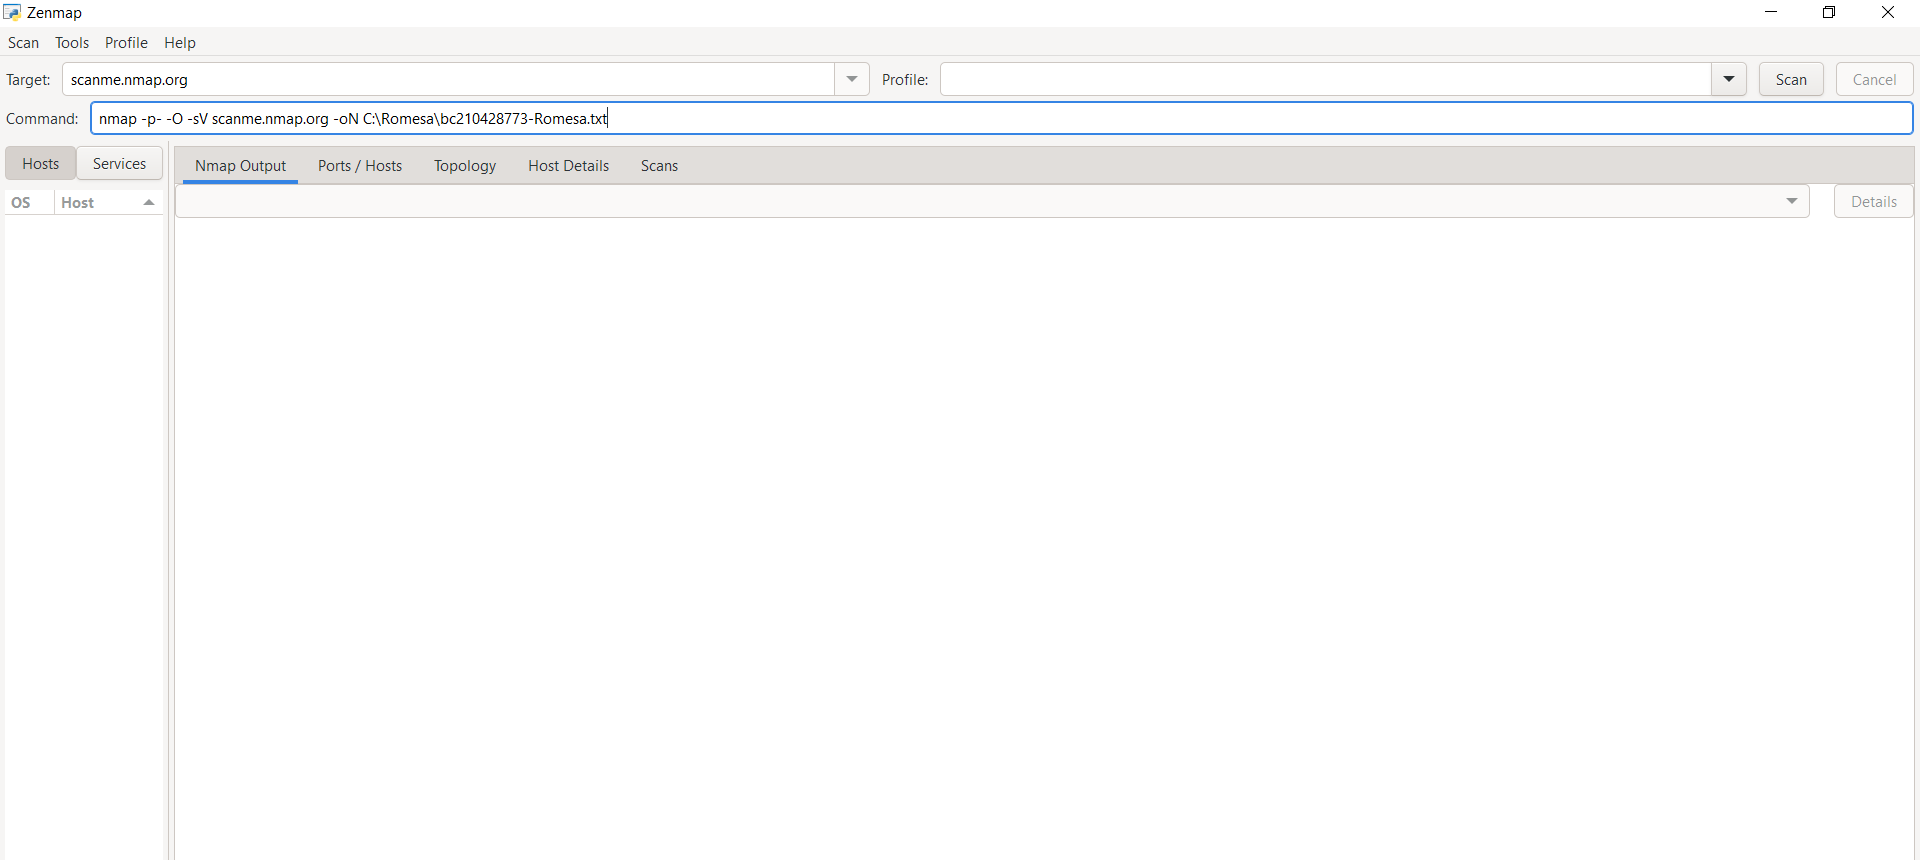 Zenmap
Scan Tools Profile Help
Target: scanme.nmap.org Profile: Scan Cancel
Command: nmap -p- -O -sV scanme.nmap.org -oN C:\Romesa\bc210428773-Romesa.txt
Hosts Services Nmap Output Ports / Hosts Topology Host Details Scans
OS Host Details